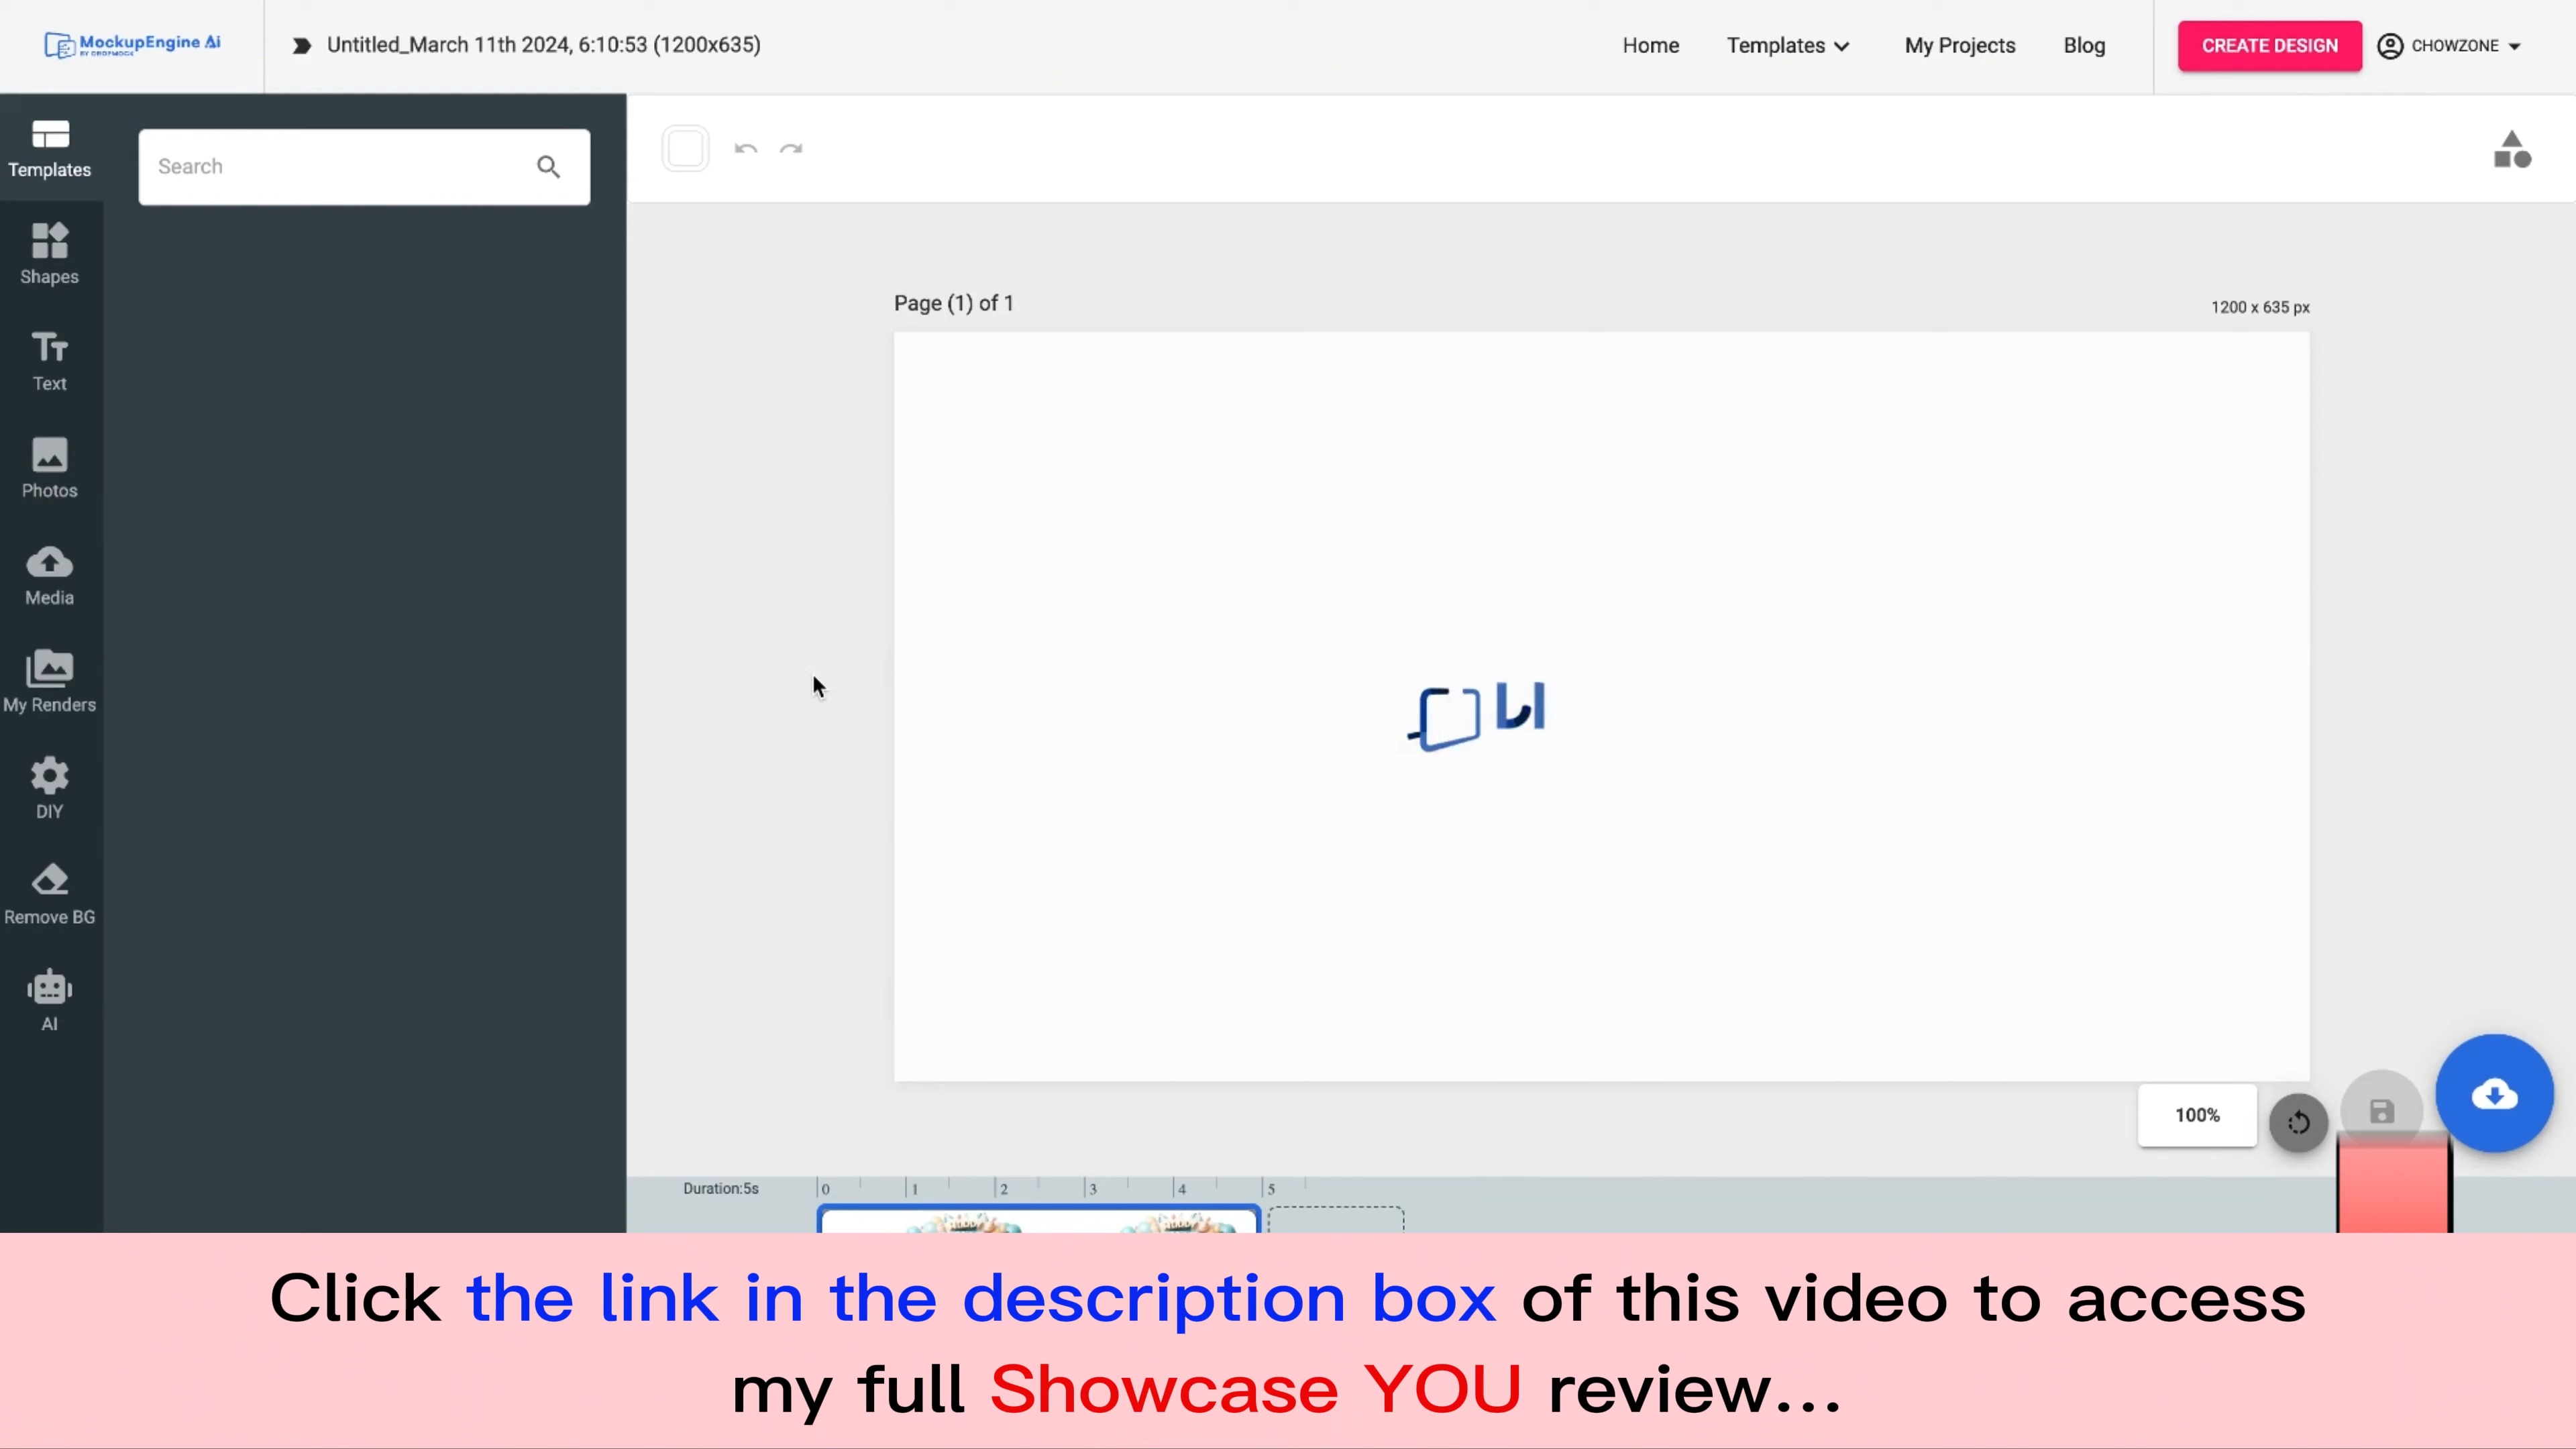 MockupEngine Ai
BY DROPMOCK
Untitled_March 11th 2024, 6:10:53 (1200x635)
Home
Templates
My Projects
Blog
CREATE DESIGN
CHOWZONE
Templates
Search
Shapes
Text
Photos
Media
My Renders
DIY
Remove BG
AI
Page (1) of 1
1200 x 635 px
100%
Duration:5s
0
1
2
3
4
5
Click the link in the description box of this video to access
my full Showcase YOU review...